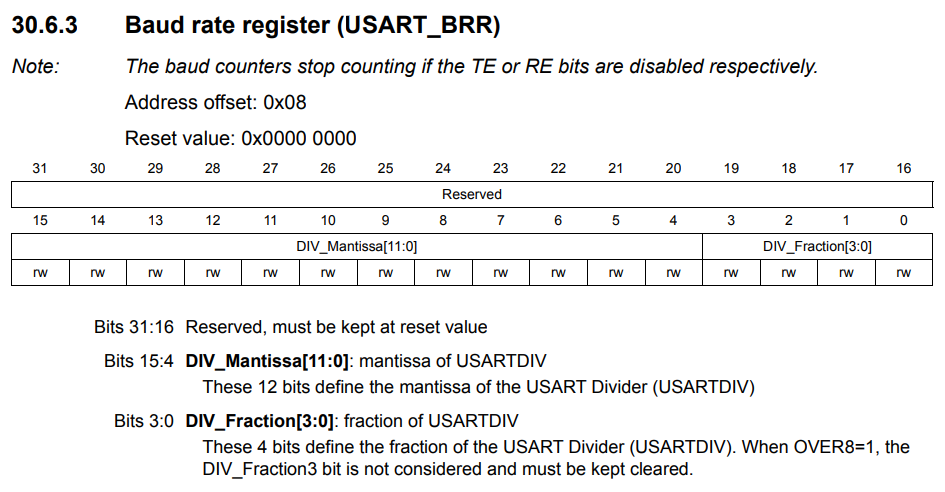 30.6.3 Baud rate register (USART_BRR)
Note: The baud counters stop counting if the TE or RE bits are disabled respectively.
Address offset: 0x08
Reset value: 0x0000 0000
31 30 29 28 27 26 25 24 23 22 21 20 19 18 17 16
Reserved
15 14 13 12 11 10 9 8 7 6 5 4 3 2 1 0
DIV_Mantissa[11:0] DIV_Fraction[3:0]
rw rw rw rw rw rw rw rw rw rw rw rw rw rw rw rw
Bits 31:16 Reserved, must be kept at reset value
Bits 15:4 DIV_Mantissa[11:0]: mantissa of USARTDIV
These 12 bits define the mantissa of the USART Divider (USARTDIV)
Bits 3:0 DIV_Fraction[3:0]: fraction of USARTDIV
These 4 bits define the fraction of the USART Divider (USARTDIV). When OVER8=1, the
DIV_Fraction3 bit is not considered and must be kept cleared.